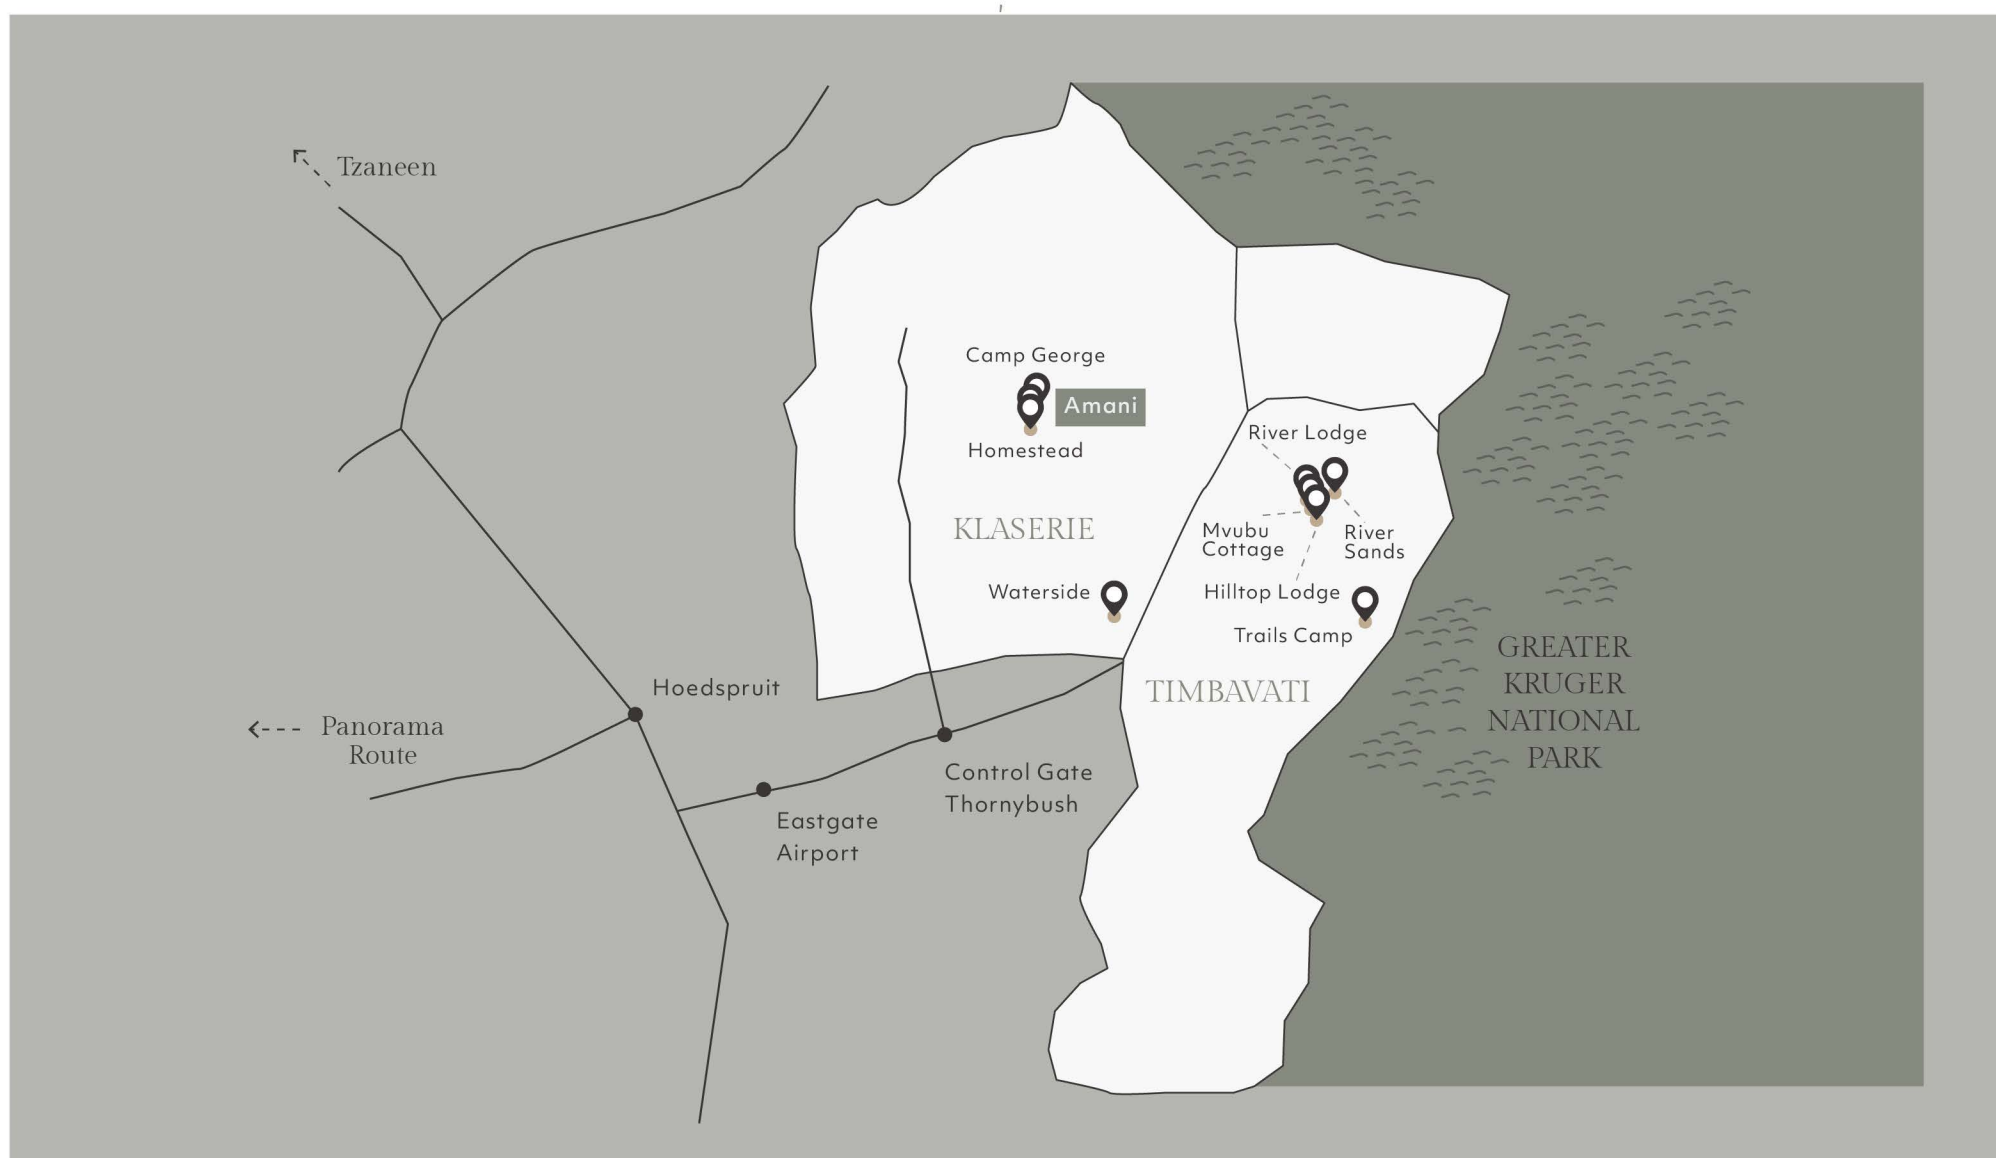 Tzaneen
Camp George
Amani
Homestead
River Lodge
KLASERIE
Mvubu
Cottage
River
Sands
Waterside
Hilltop Lodge
Trails Camp
GREATER
KRUGER
NATIONAL
PARK
Hoedspruit
TIMBAVATI
Panorama
Route
Control Gate
Thornybush
Eastgate
Airport